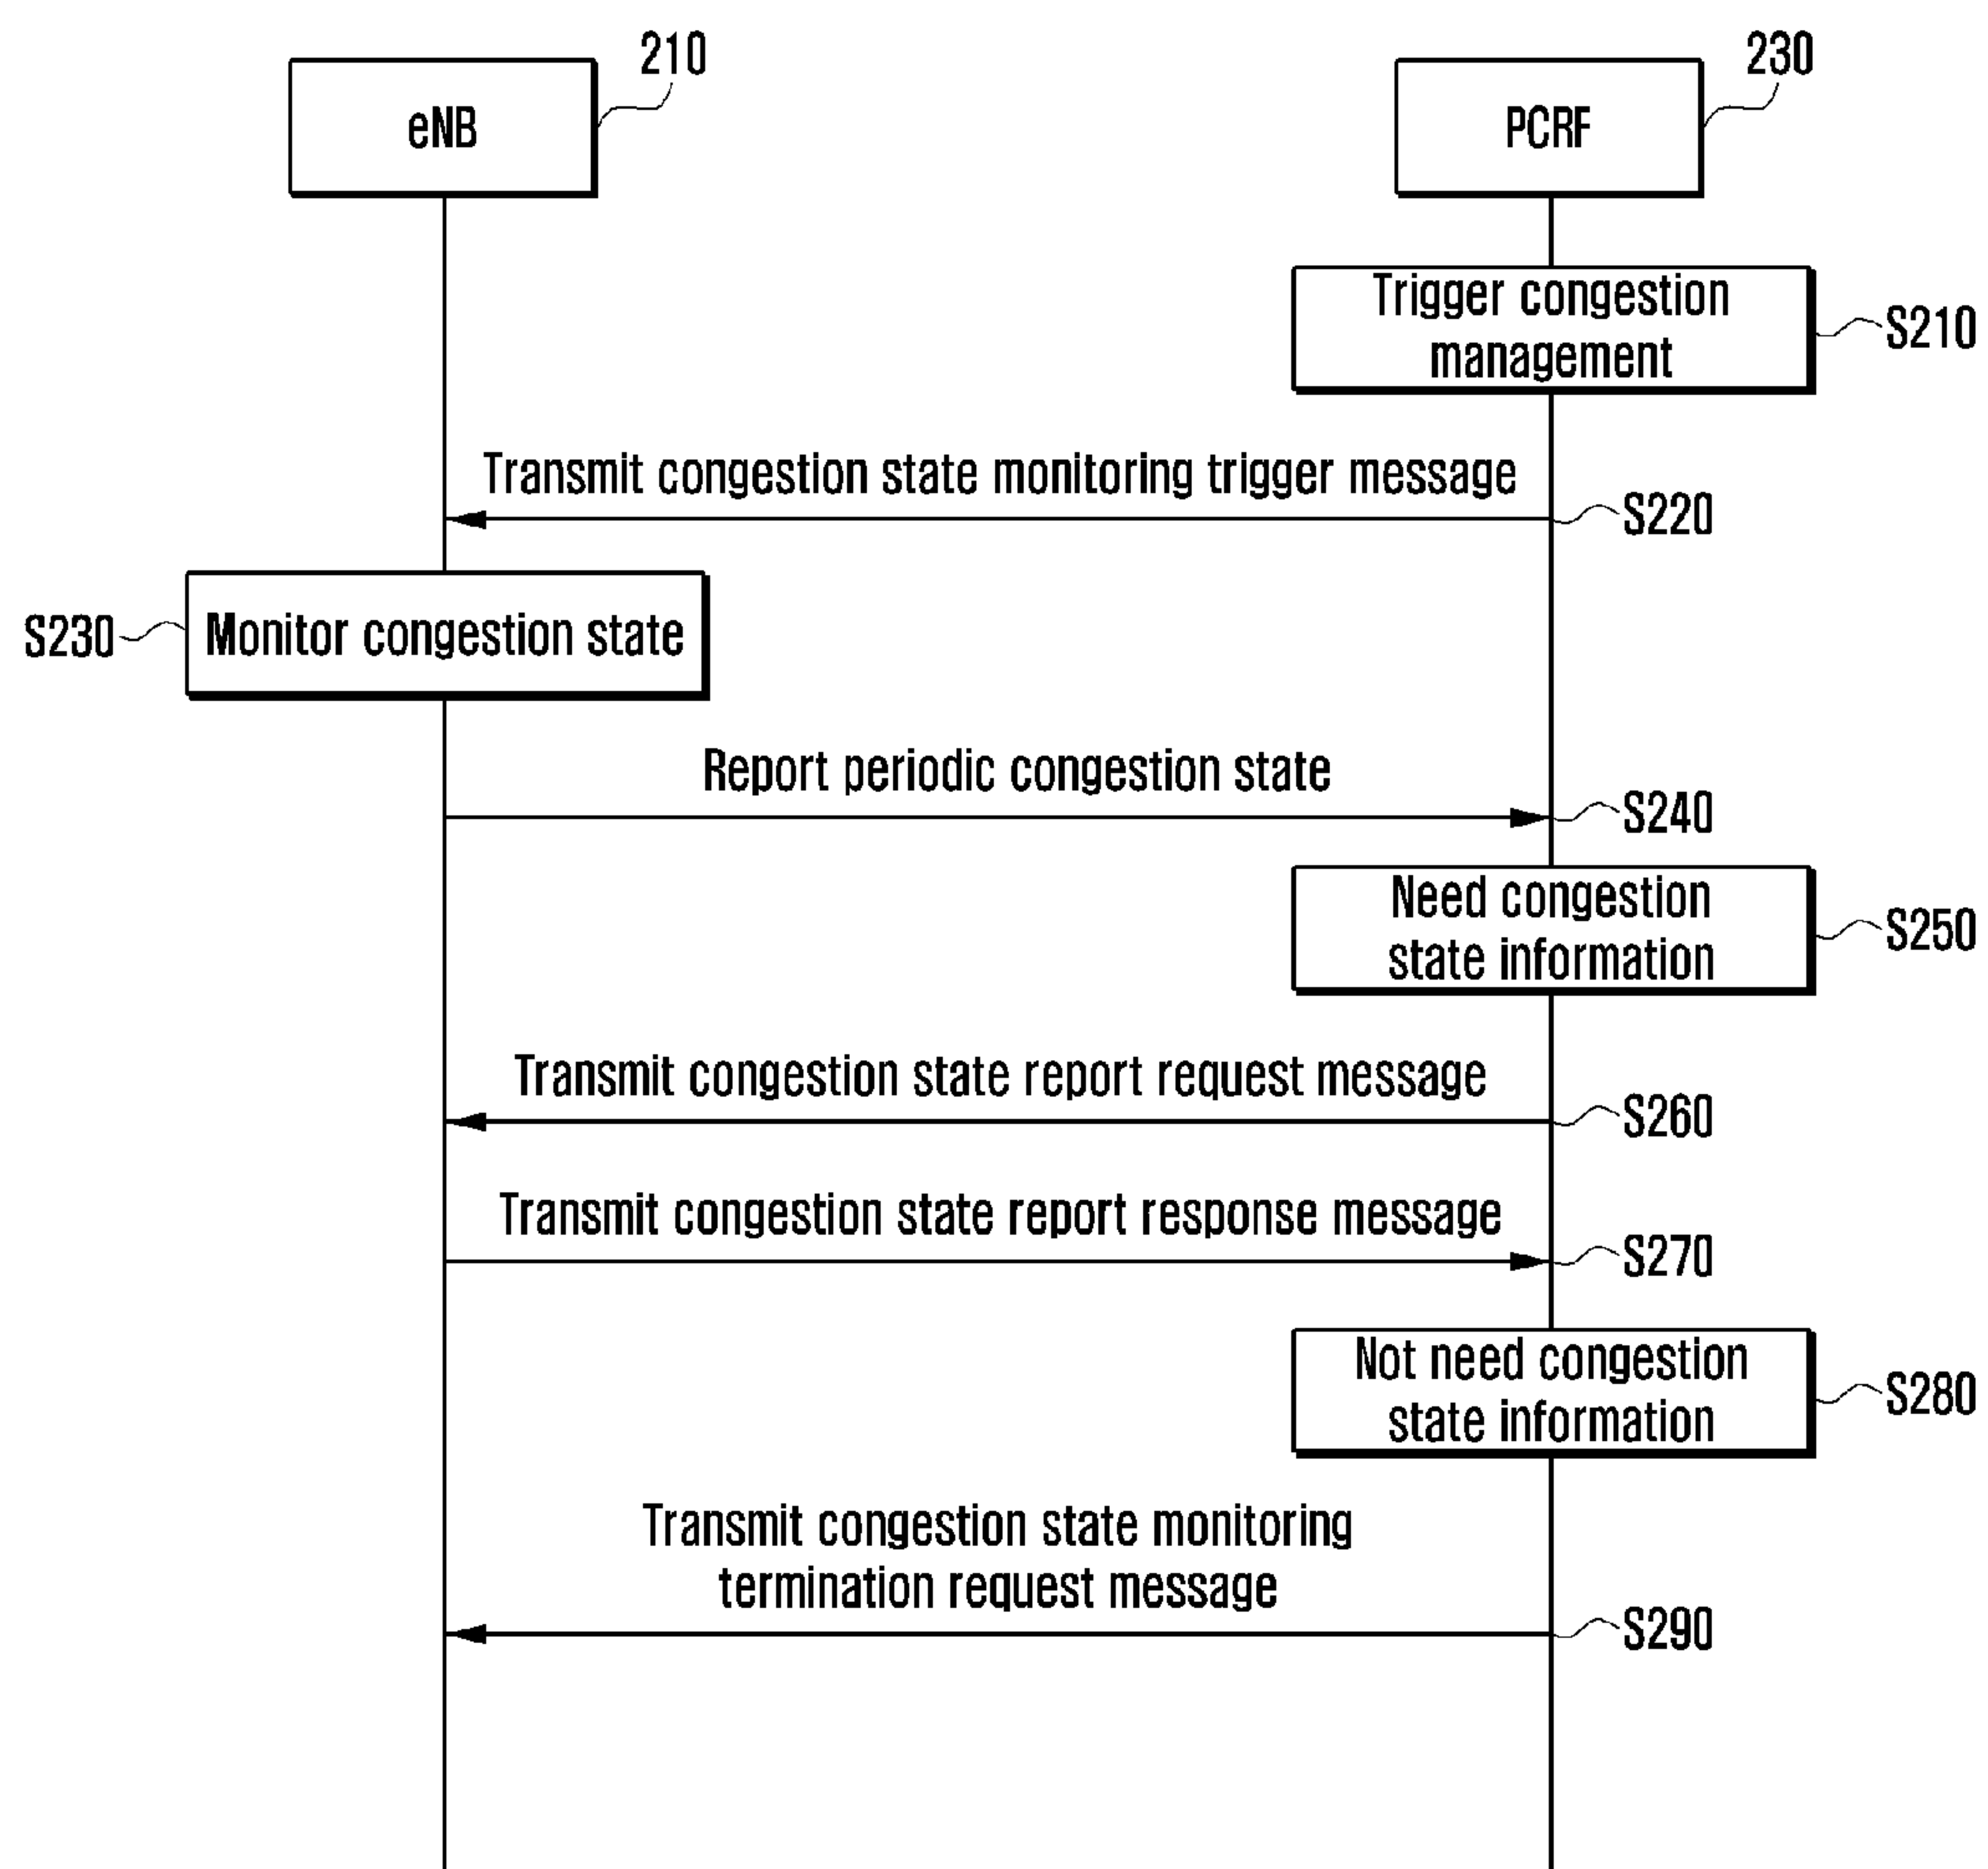 210
230
eNB
PCRF
Trigger congestion
management
S210
Transmit congestion state monitoring trigger message
S220
S230
Monitor congestion state
Report periodic congestion state
S240
Need congestion
state information
S250
Transmit congestion state report request message
S260
Transmit congestion state report response message
S270
Not need congestion
state information
S280
Transmit congestion state monitoring
termination request message
S290